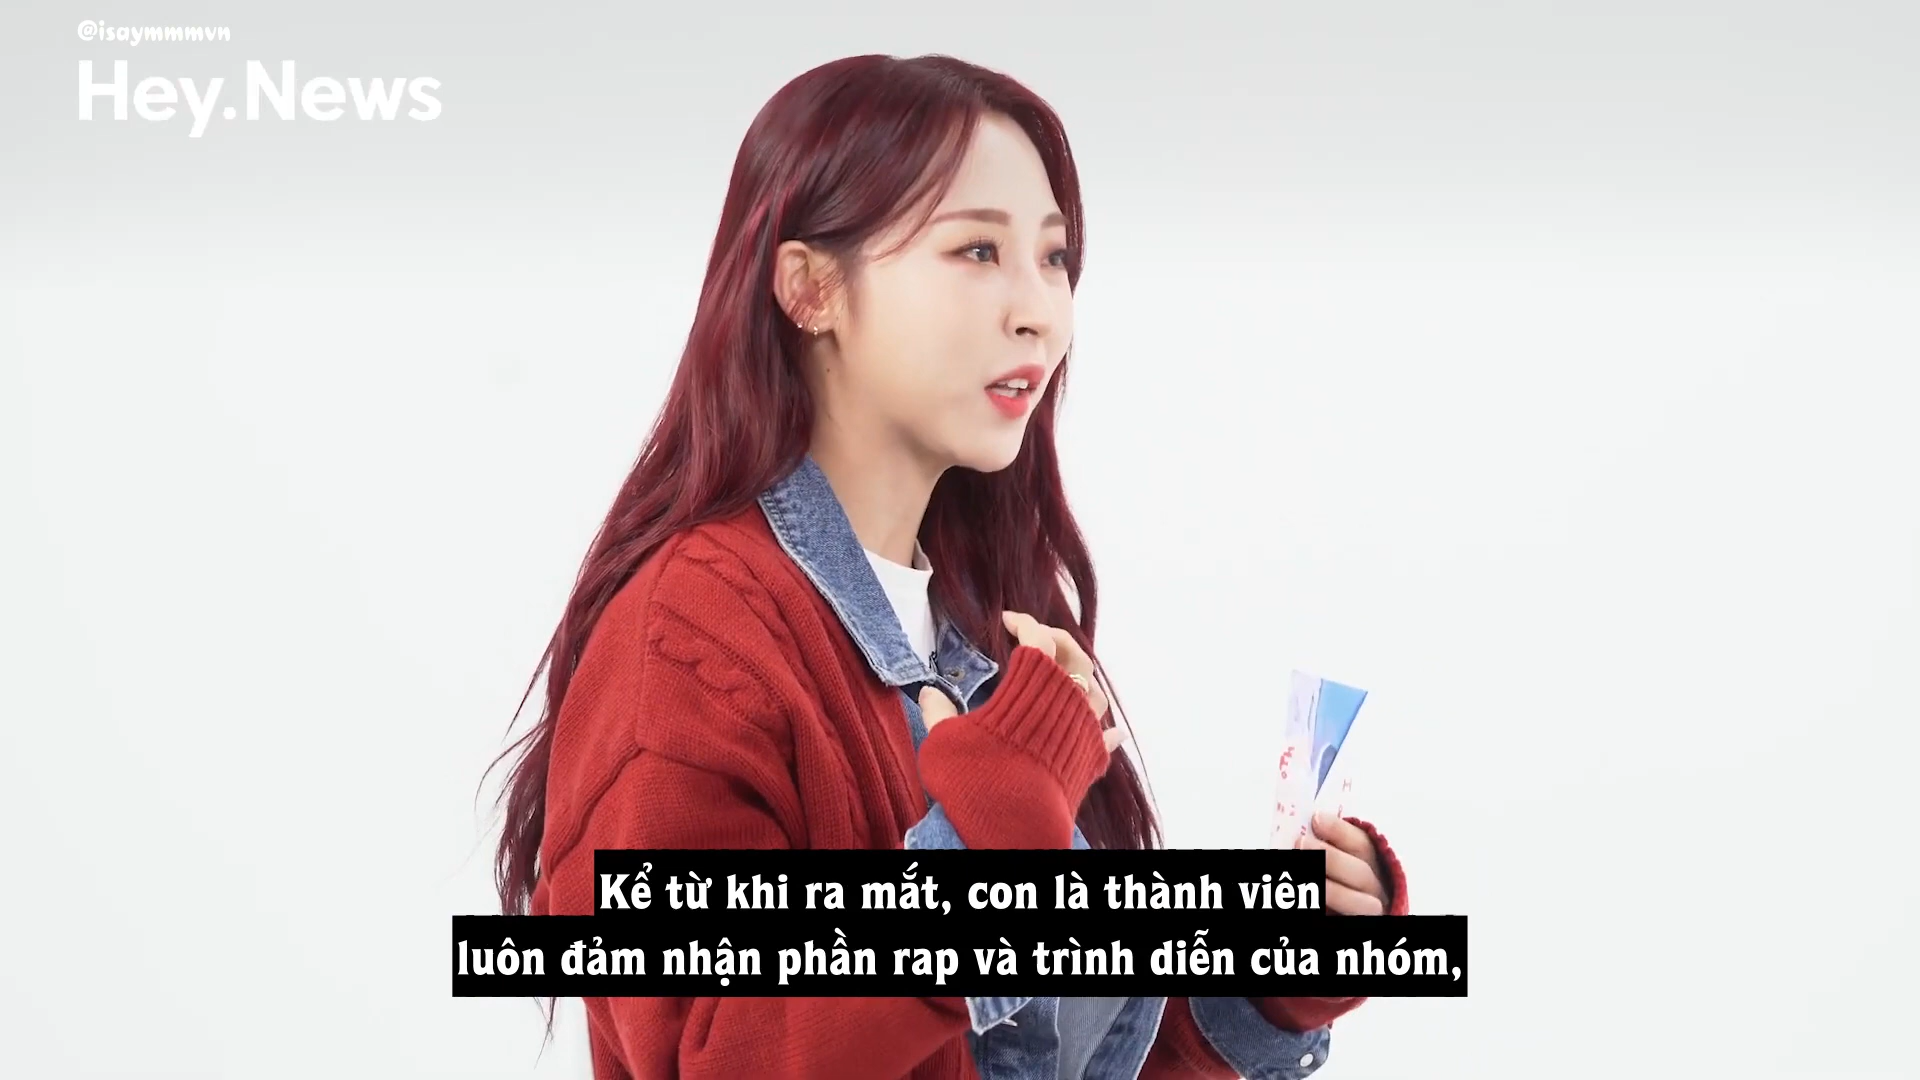 @isaymmmvn
Hey.News
Kể từ khi ra mắt, con là thành viên
luôn đảm nhận phần rap và trình diễn của nhóm,